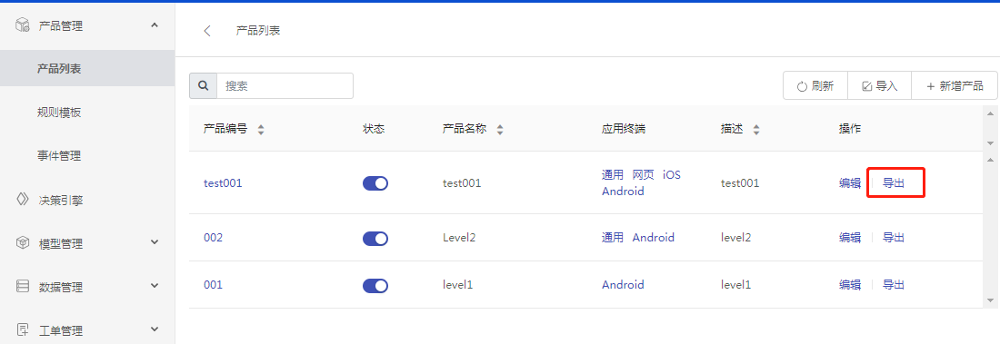 产品管理
产品列表
规则模板
事件管理
决策引擎
模型管理
数据管理
工单管理
产品列表
搜索
刷新 导入 + 新增产品
产品编号 状态 产品名称 应用终端 描述 操作
test001 test001 通用 网页 iOS Android test001 编辑 导出
002 Level2 通用 Android level2 编辑 导出
001 level1 Android level1 编辑 导出